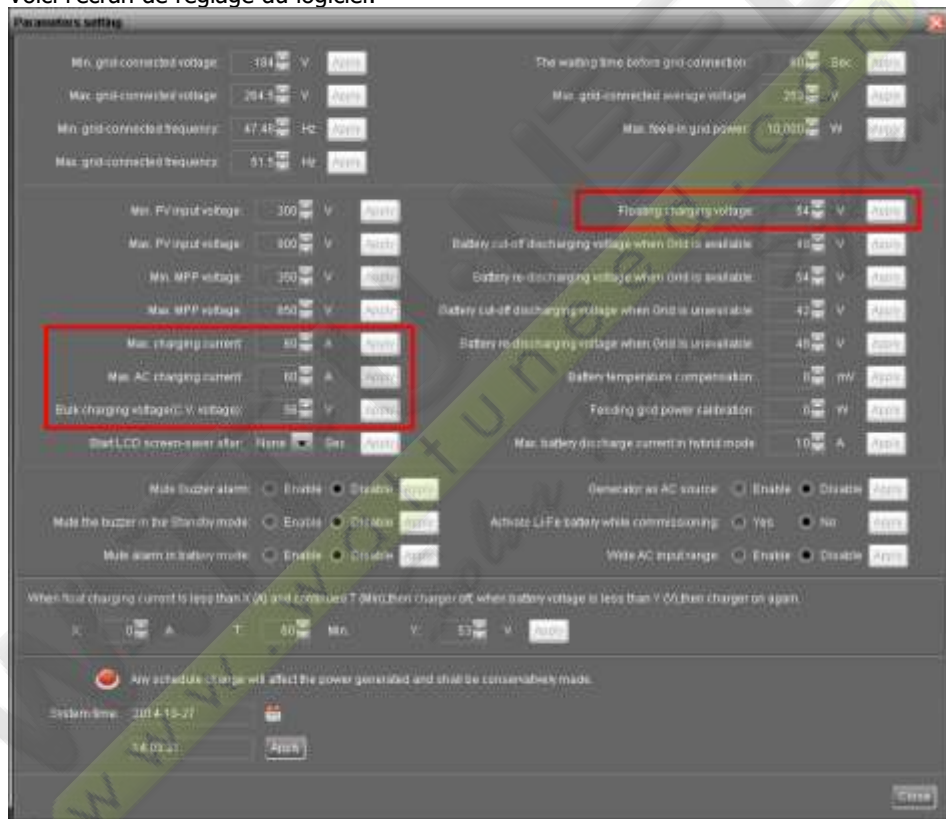 Voici l'écran de réglage du logiciel.
Parameters setting
Min. grid-connected voltage: 184 V Apply
The waiting time before grid-connection: 60 Sec. Apply
Max. grid-connected voltage: 264.5 V Apply
Max. grid-connected average voltage: 253 V Apply
Min. grid-connected frequency: 47.48 Hz Apply
Max. feed-in grid power: 10,000 W Apply
Max. grid-connected frequency: 51.5 Hz Apply
Min. PV input voltage: 300 V Apply
Floating charging voltage: 54 V Apply
Max. PV input voltage: 900 V Apply
Battery cut-off discharging voltage when Grid is available: 48 V Apply
Min. MPP voltage: 350 V Apply
Battery re-discharging voltage when Grid is available: 54 V Apply
Max. MPP voltage: 850 V Apply
Battery cut-off discharging voltage when Grid is unavailable: 42 V Apply
Max. charging current: 60 A Apply
Battery re-discharging voltage when Grid is unavailable: 48 V Apply
Max. AC charging current: 60 A Apply
Battery temperature compensation: 0 mV Apply
Bulk charging voltage(C.V. voltage): 56 V Apply
Feeding grid power calibration: 0 W Apply
Start LCD screen-saver after: None Sec. Apply
Max. battery discharge current in hybrid mode: 10 A Apply
Mute buzzer alarm: Enable Disable Apply
Generator as AC source: Enable Disable Apply
Mute the buzzer in the Standby mode: Enable Disable Apply
Activate Li-Fe battery while commissioning: Yes No Apply
Mute alarm in battery mode: Enable Disable Apply
Wide AC input range: Enable Disable Apply
When float charging current is less than X (A) and continued T (Min),then charger off, when battery voltage is less than Y (V),then charger on again.
X: 0 A T: 60 Min. Y: 53 V Apply
Any schedule change will affect the power generated and shall be conservatively made.
System time:
Apply
Close